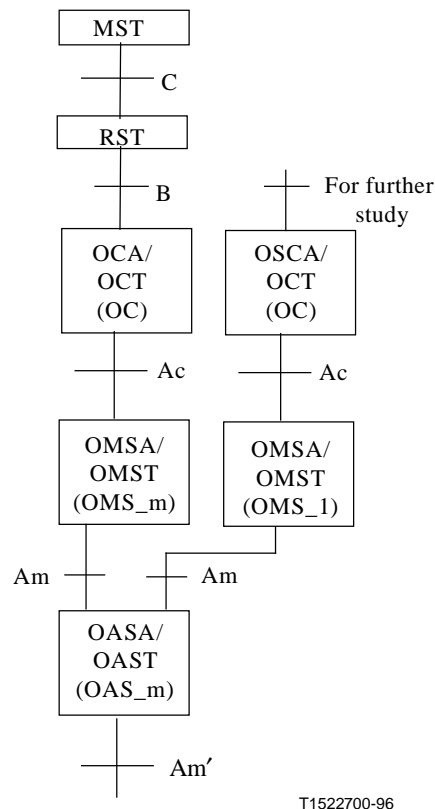 MST
C
RST
B
For further
study
OCA/
OCT
(OC)
OSCA/
OCT
(OC)
Ac
Ac
OMSA/
OMST
(OMS_m)
OMSA/
OMST
(OMS_1)
Am
Am
OASA/
OAST
(OAS_m)
Am′
T1522700-96